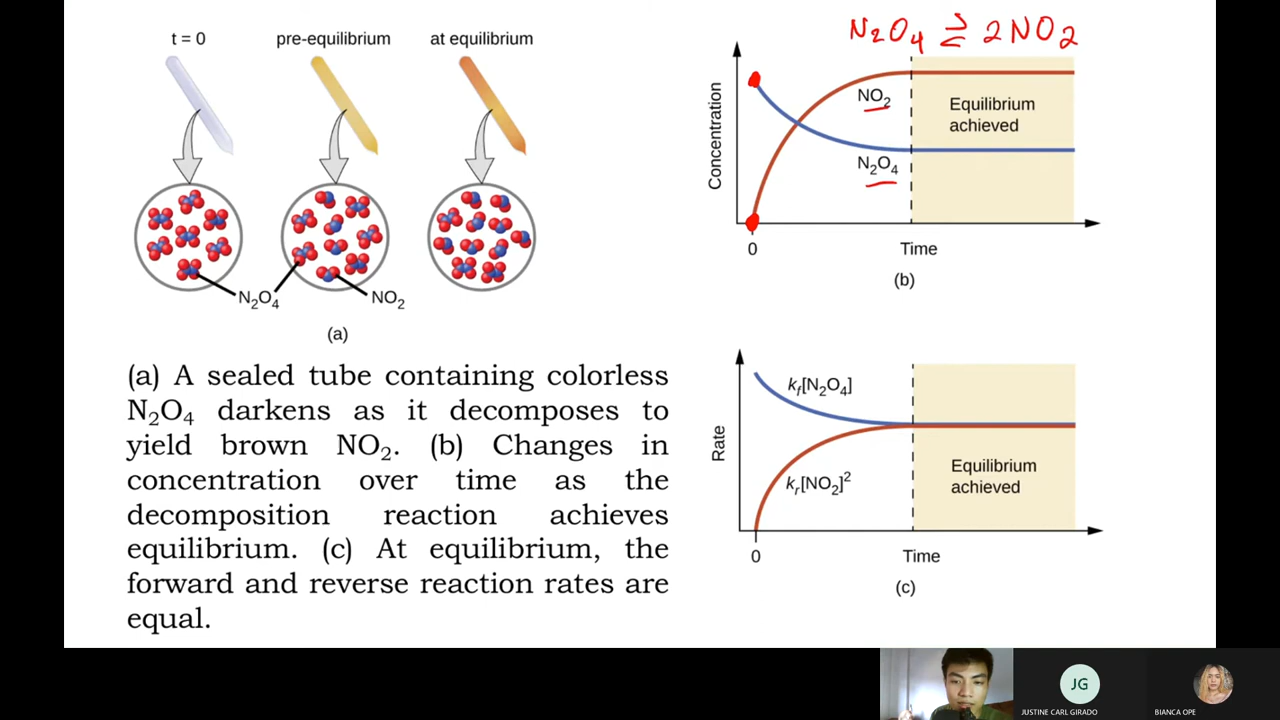 t = 0
pre-equilibrium
at equilibrium
N₂O₄
NO₂
(a)
(a) A sealed tube containing colorless
N₂O₄ darkens as it decomposes to
yield brown NO₂. (b) Changes in
concentration over time as the
decomposition reaction achieves
equilibrium. (c) At equilibrium, the
forward and reverse reaction rates are
equal.
N₂O₄ ⇌ 2NO₂
Concentration
NO₂
Equilibrium
achieved
N₂O₄
0
Time
(b)
kf[N₂O₄]
Rate
Equilibrium
achieved
kr[NO₂]²
0
Time
(c)
JG
JUSTINE CARL GIRADO
BIANCA OPE